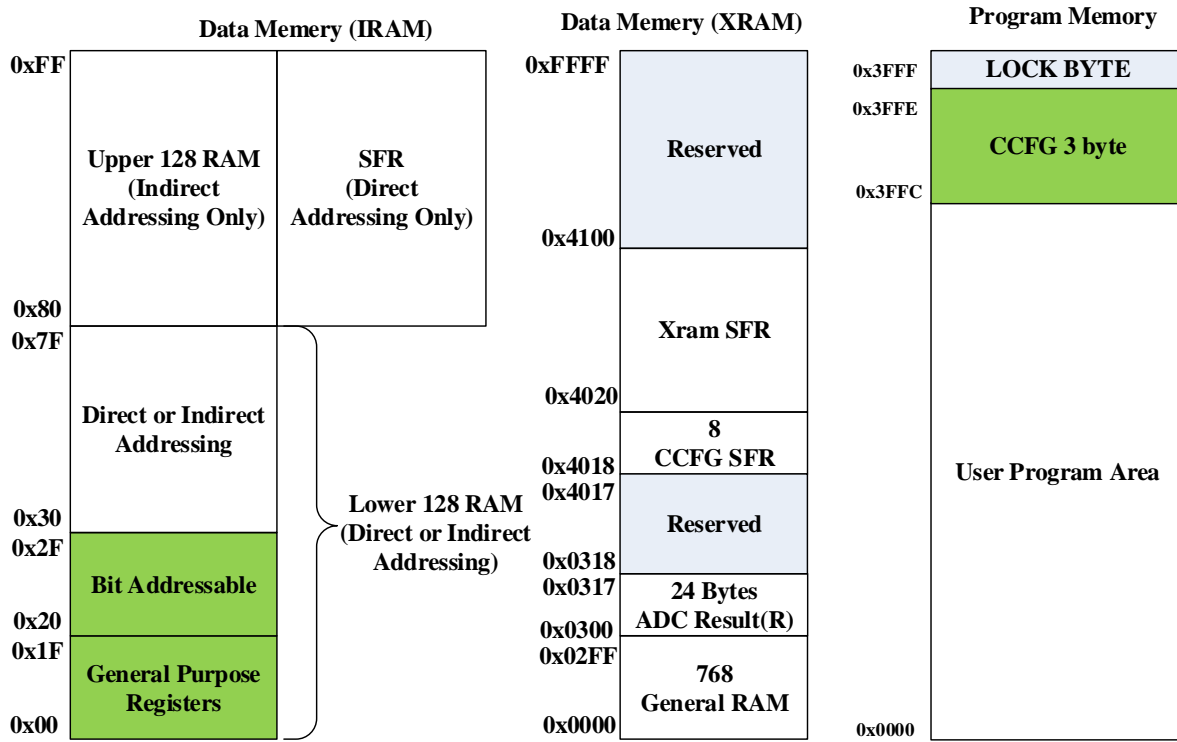 Data Memory (IRAM)
0xFF
Upper 128 RAM
(Indirect
Addressing Only)
SFR
(Direct
Addressing Only)
0x80
0x7F
Direct or Indirect
Addressing
0x30
0x2F
Bit Addressable
0x20
0x1F
General Purpose
Registers
0x00
Lower 128 RAM
(Direct or Indirect
Addressing)
Data Memory (XRAM)
0xFFFF
Reserved
0x4100
Xram SFR
0x4020
8
CCFG SFR
0x4018
0x4017
Reserved
0x0318
0x0317
24 Bytes
ADC Result(R)
0x0300
0x02FF
768
General RAM
0x0000
Program Memory
0x3FFF
LOCK BYTE
0x3FFE
CCFG 3 byte
0x3FFC
User Program Area
0x0000